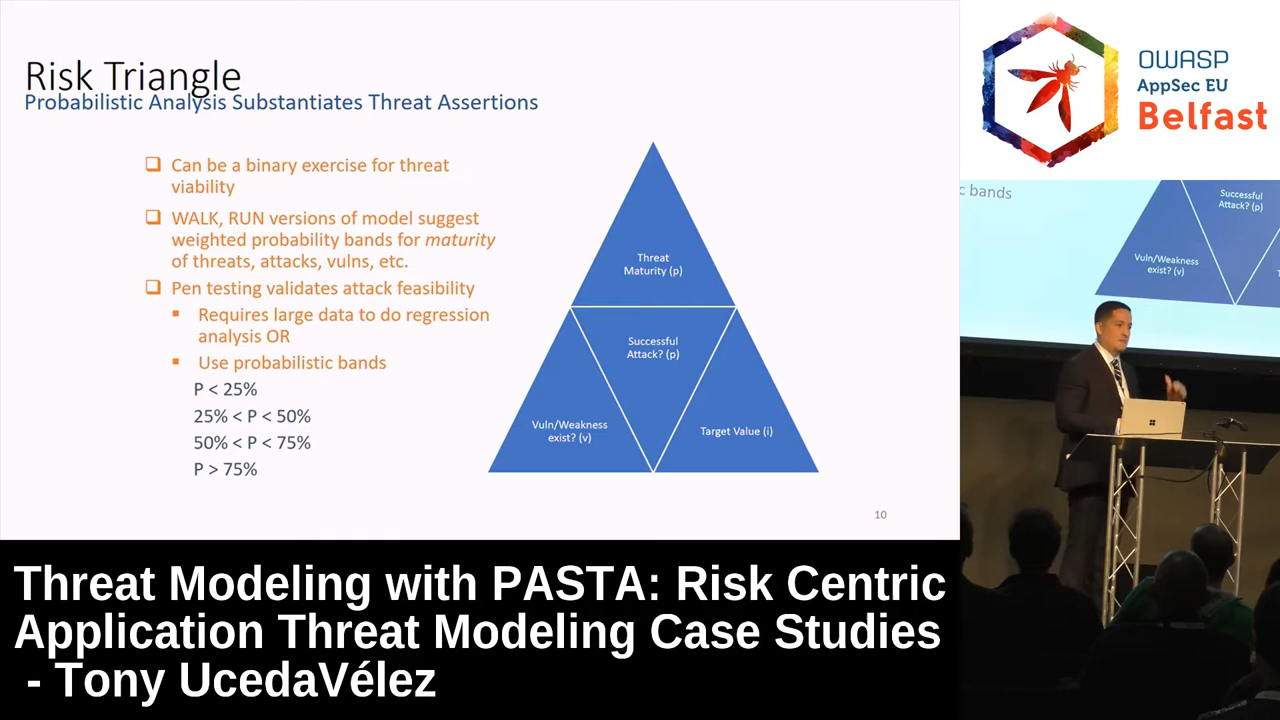 Risk Triangle
Probabilistic Analysis Substantiates Threat Assertions
Can be a binary exercise for threat
viability
WALK, RUN versions of model suggest
weighted probability bands for maturity
of threats, attacks, vulns, etc.
Pen testing validates attack feasibility
Requires large data to do regression
analysis OR
Use probabilistic bands
P < 25%
25% < P < 50%
50% < P < 75%
P > 75%
Threat
Maturity (p)
Successful
Attack? (p)
Vuln/Weakness
exist? (v)
Target Value (i)
10
OWASP
AppSec EU
Belfast
c bands
Successful
Attack? (p)
Vuln/Weakness
exist? (v)
Threat Modeling with PASTA: Risk Centric
Application Threat Modeling Case Studies
- Tony UcedaVélez